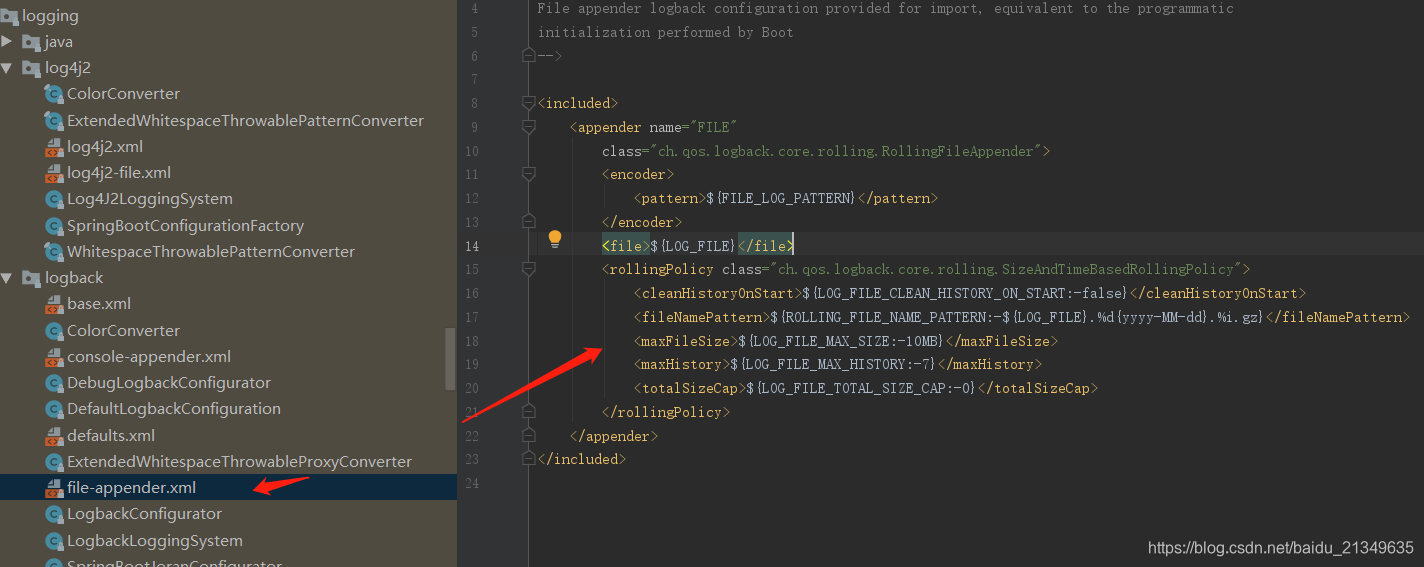 logging
java
log4j2
ColorConverter
ExtendedWhitespaceThrowablePatternConverter
log4j2.xml
log4j2-file.xml
Log4J2LoggingSystem
SpringBootConfigurationFactory
WhitespaceThrowablePatternConverter
logback
base.xml
ColorConverter
console-appender.xml
DebugLogbackConfigurator
DefaultLogbackConfiguration
defaults.xml
ExtendedWhitespaceThrowableProxyConverter
file-appender.xml
LogbackConfigurator
LogbackLoggingSystem
SpringBootJoranConfigurator
4 File appender logback configuration provided for import, equivalent to the programmatic
5 initialization performed by Boot
6 -->
7
8 <included>
9 <appender name="FILE"
10 class="ch.qos.logback.core.rolling.RollingFileAppender">
11 <encoder>
12 <pattern>${FILE_LOG_PATTERN}</pattern>
13 </encoder>
14 <file>${LOG_FILE}</file>
15 <rollingPolicy class="ch.qos.logback.core.rolling.SizeAndTimeBasedRollingPolicy">
16 <cleanHistoryOnStart>${LOG_FILE_CLEAN_HISTORY_ON_START:-false}</cleanHistoryOnStart>
17 <fileNamePattern>${ROLLING_FILE_NAME_PATTERN:-${LOG_FILE}.%d{yyyy-MM-dd}.%i.gz}</fileNamePattern>
18 <maxFileSize>${LOG_FILE_MAX_SIZE:-10MB}</maxFileSize>
19 <maxHistory>${LOG_FILE_MAX_HISTORY:-7}</maxHistory>
20 <totalSizeCap>${LOG_FILE_TOTAL_SIZE_CAP:-0}</totalSizeCap>
21 </rollingPolicy>
22 </appender>
23 </included>
24
https://blog.csdn.net/baidu_21349635